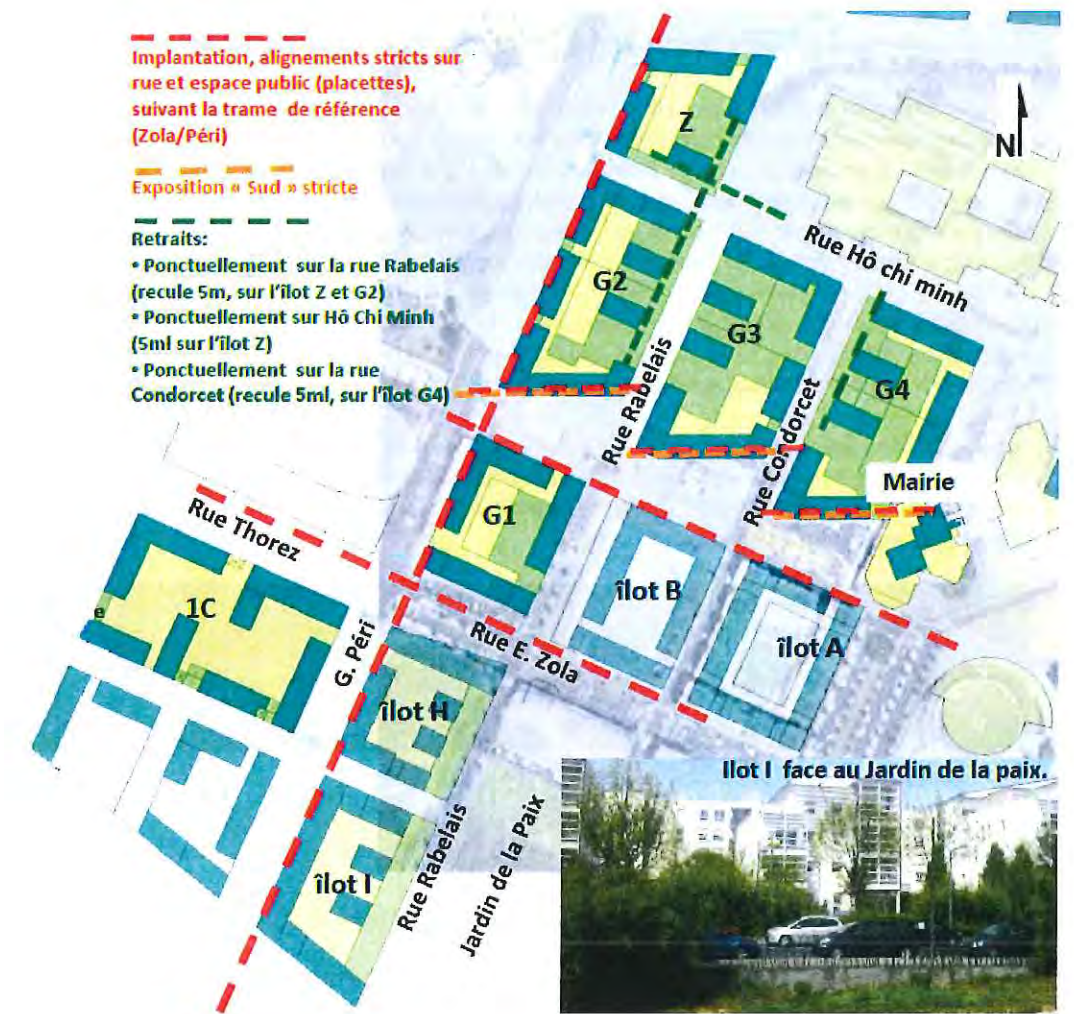 Implantation, alignements stricts sur
rue et espace public (placettes),
suivant la trame de référence
(Zola/Péri)
Exposition « Sud » stricte
Retraits:
• Ponctuellement sur la rue Rabelais
(recule 5m, sur l'îlot Z et G2)
• Ponctuellement sur Hô Chi Minh
(5ml sur l'îlot Z)
• Ponctuellement sur la rue
Condorcet (recule 5ml, sur l'îlot G4)
N
Z
Rue Hô chi minh
G2
G3
G4
Rue Rabelais
Rue Condorcet
Mairie
G1
Rue Thorez
îlot B
îlot A
1C
e
G. Péri
Rue E. Zola
îlot H
îlot I
Rue Rabelais
Jardin de la Paix
Ilot I face au Jardin de la paix.